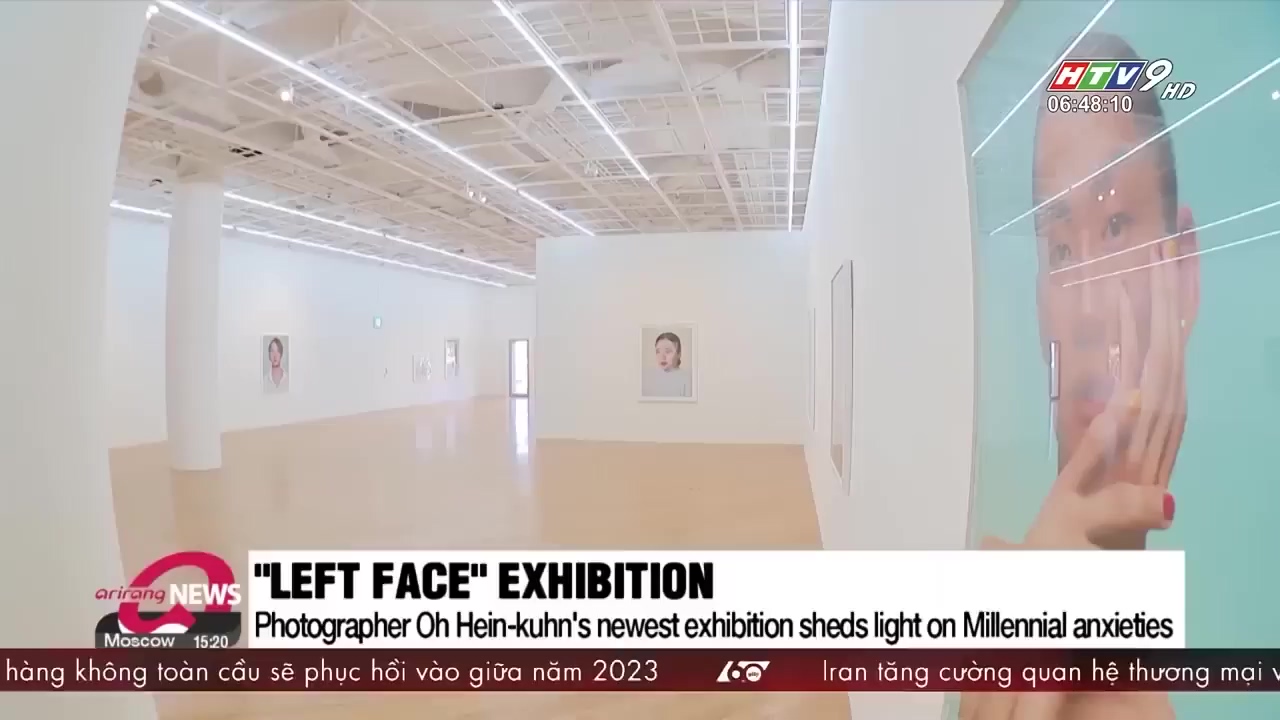 HTV9 HD
06:48:10
"LEFT FACE" EXHIBITION
Photographer Oh Hein-kuhn's newest exhibition sheds light on Millennial anxieties
arirang NEWS
Moscow 15:20
hàng không toàn cầu sẽ phục hồi vào giữa năm 2023
Iran tăng cường quan hệ thương mại